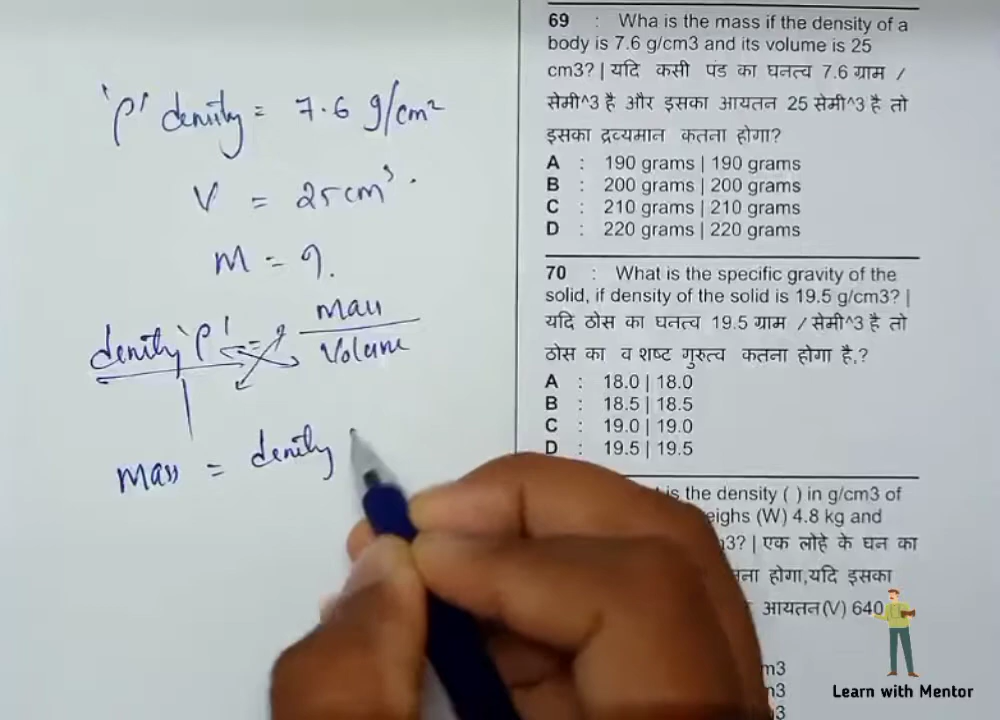 'ρ' density = 7.6 g/cm²
V = 25 cm³.
M = ?.
density 'ρ' = Mass
Volume
mass = density
69 : Wha is the mass if the density of a
body is 7.6 g/cm3 and its volume is 25
cm3? | यदि कसी पंड का घनत्व 7.6 ग्राम /
सेमी^3 है और इसका आयतन 25 सेमी^3 है तो
इसका द्रव्यमान कतना होगा?
A : 190 grams | 190 grams
B : 200 grams | 200 grams
C : 210 grams | 210 grams
D : 220 grams | 220 grams
70 : What is the specific gravity of the
solid, if density of the solid is 19.5 g/cm3? |
यदि ठोस का घनत्व 19.5 ग्राम / सेमी^3 है तो
ठोस का व शष्ट गुरुत्व कतना होगा है,?
A : 18.0 | 18.0
B : 18.5 | 18.5
C : 19.0 | 19.0
D : 19.5 | 19.5
is the density ( ) in g/cm3 of
eighs (W) 4.8 kg and
m3? | एक लोहे के घन का
होगा,यदि इसका
आयतन(V) 640
m3
m3
m3
Learn with Mentor